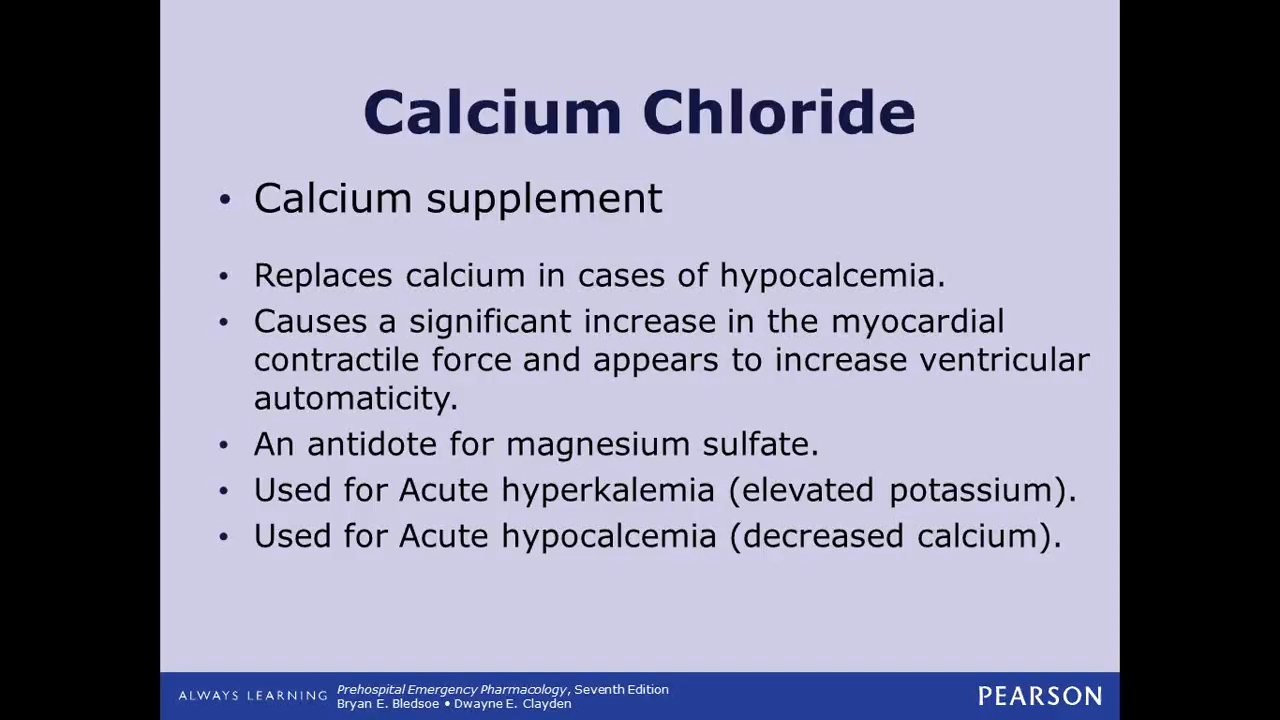 Calcium Chloride
• Calcium supplement
• Replaces calcium in cases of hypocalcemia.
• Causes a significant increase in the myocardial
contractile force and appears to increase ventricular
automaticity.
• An antidote for magnesium sulfate.
• Used for Acute hyperkalemia (elevated potassium).
• Used for Acute hypocalcemia (decreased calcium).
ALWAYS LEARNING
Prehospital Emergency Pharmacology, Seventh Edition
Bryan E. Bledsoe • Dwayne E. Clayden
PEARSON